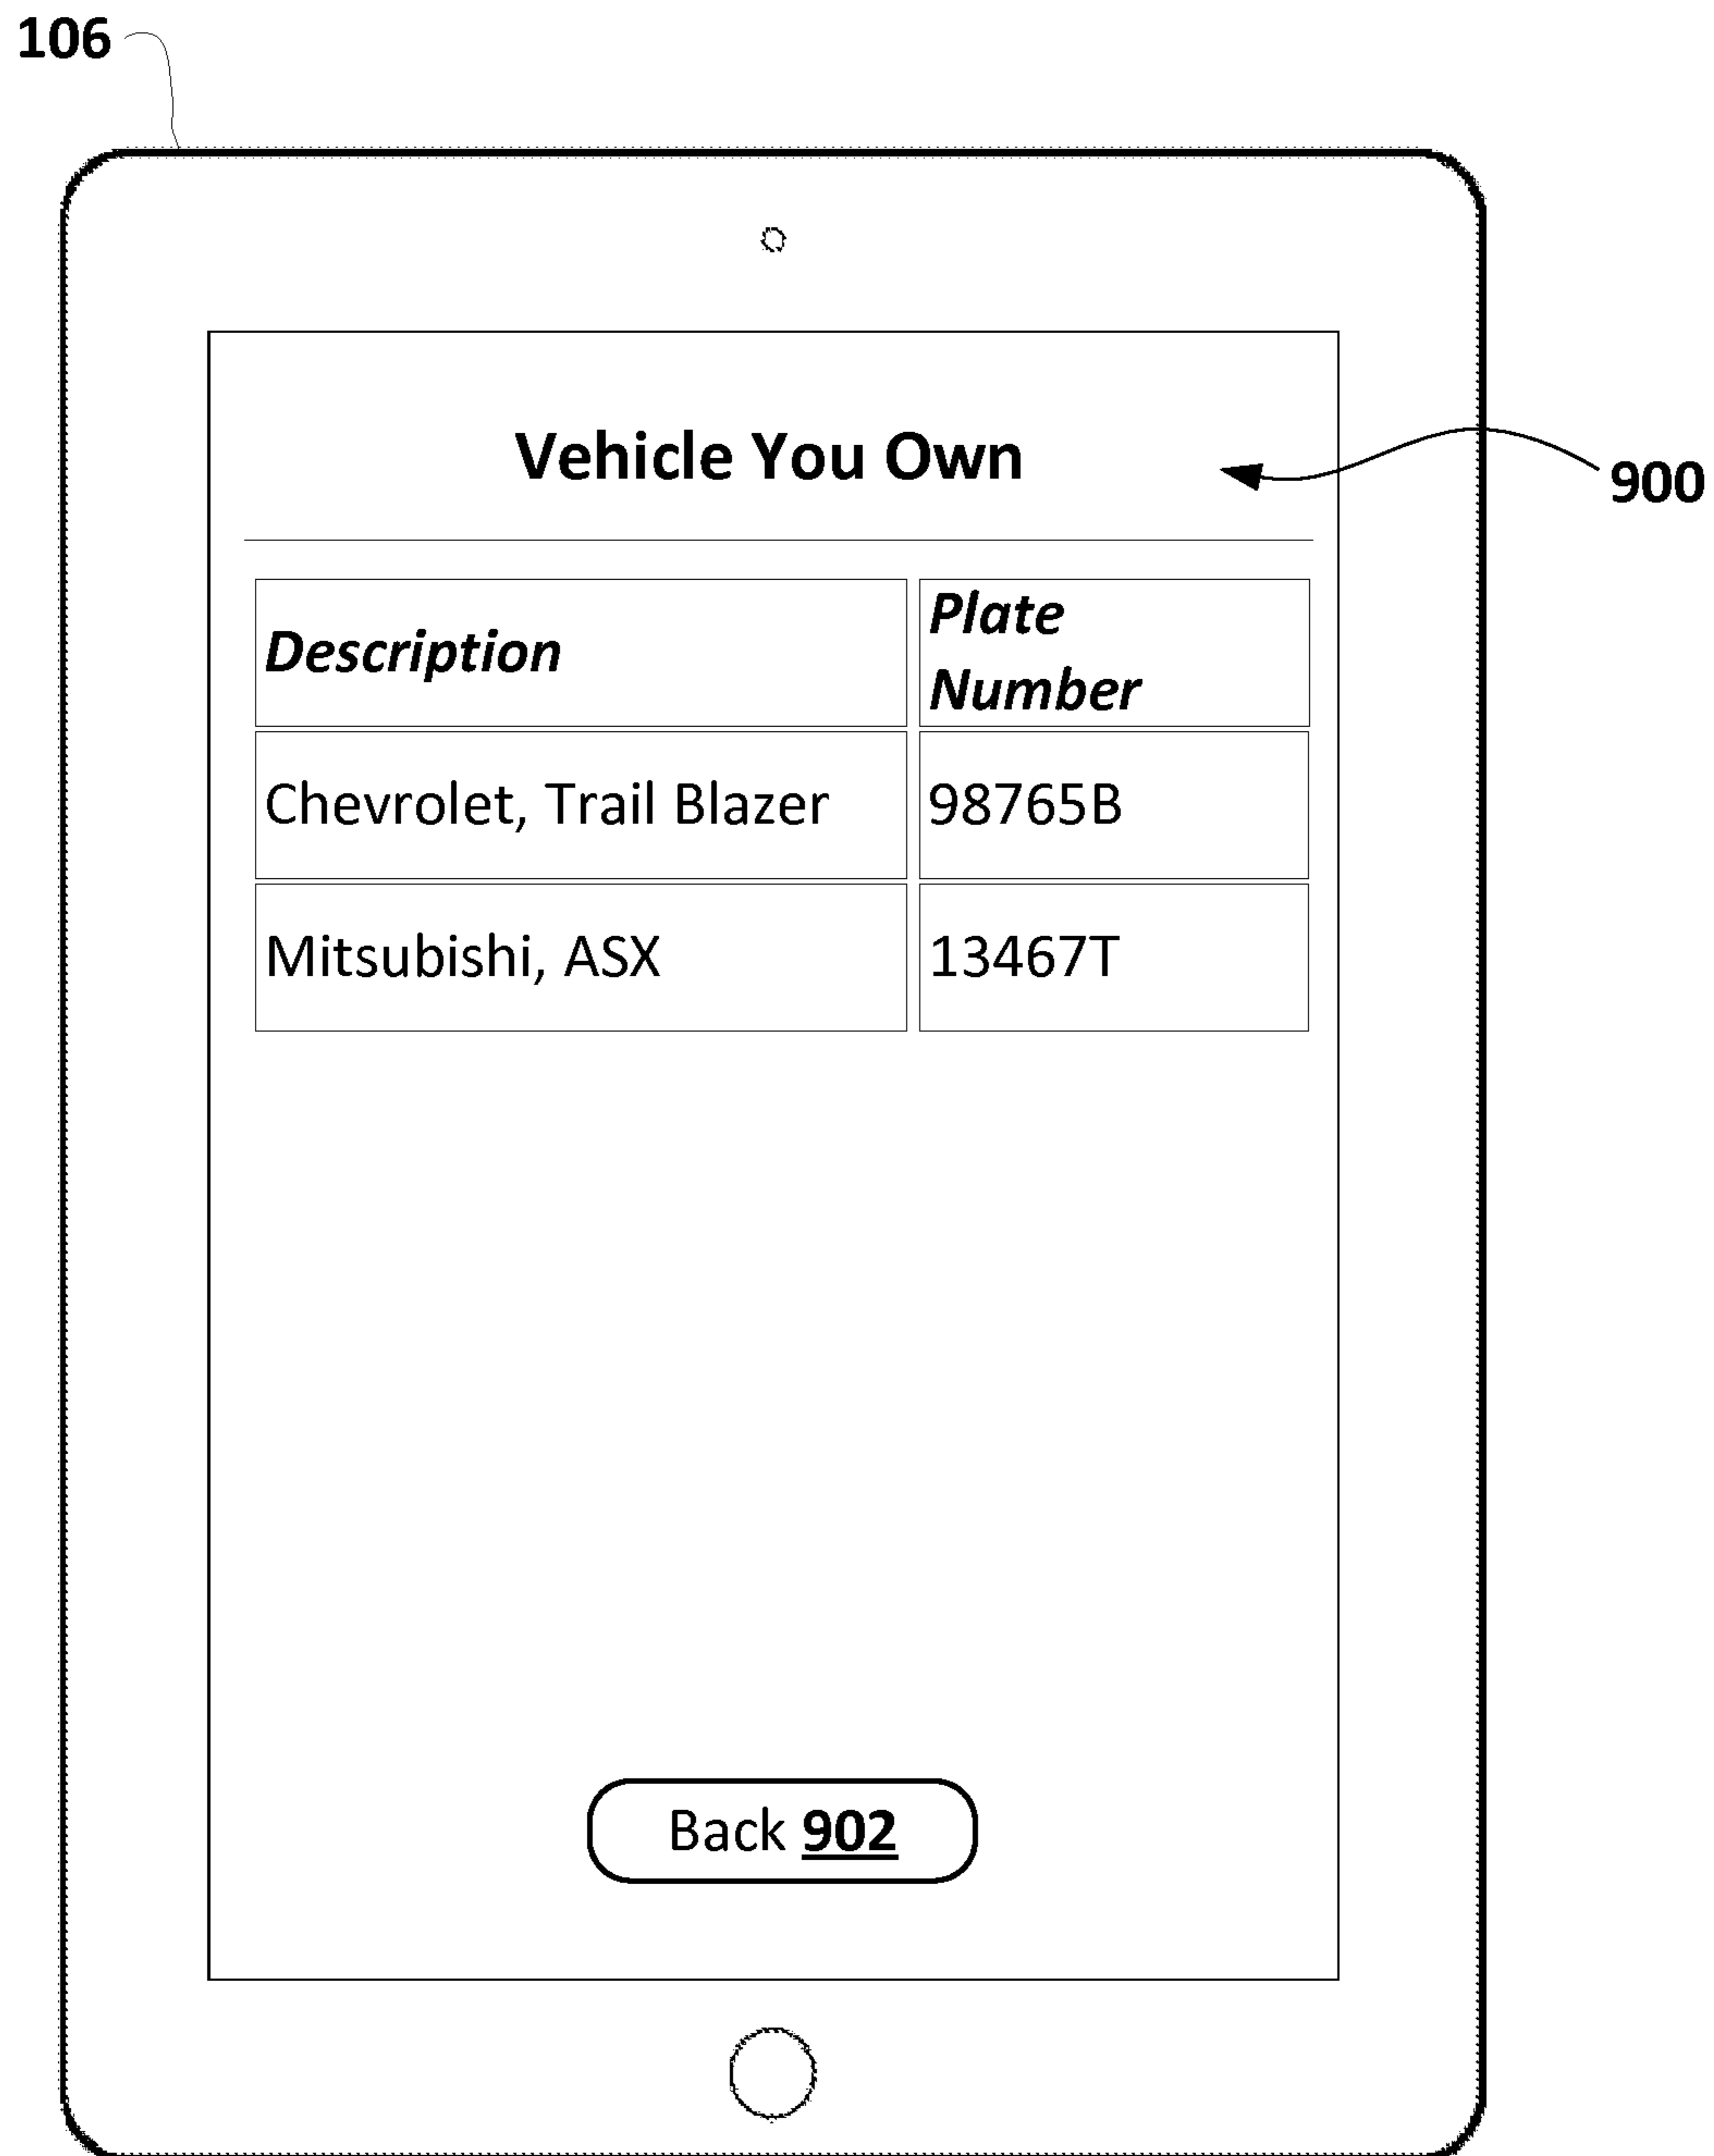 106
Vehicle You Own
900
Description
Plate
Number
Chevrolet, Trail Blazer
98765B
Mitsubishi, ASX
13467T
Back 902